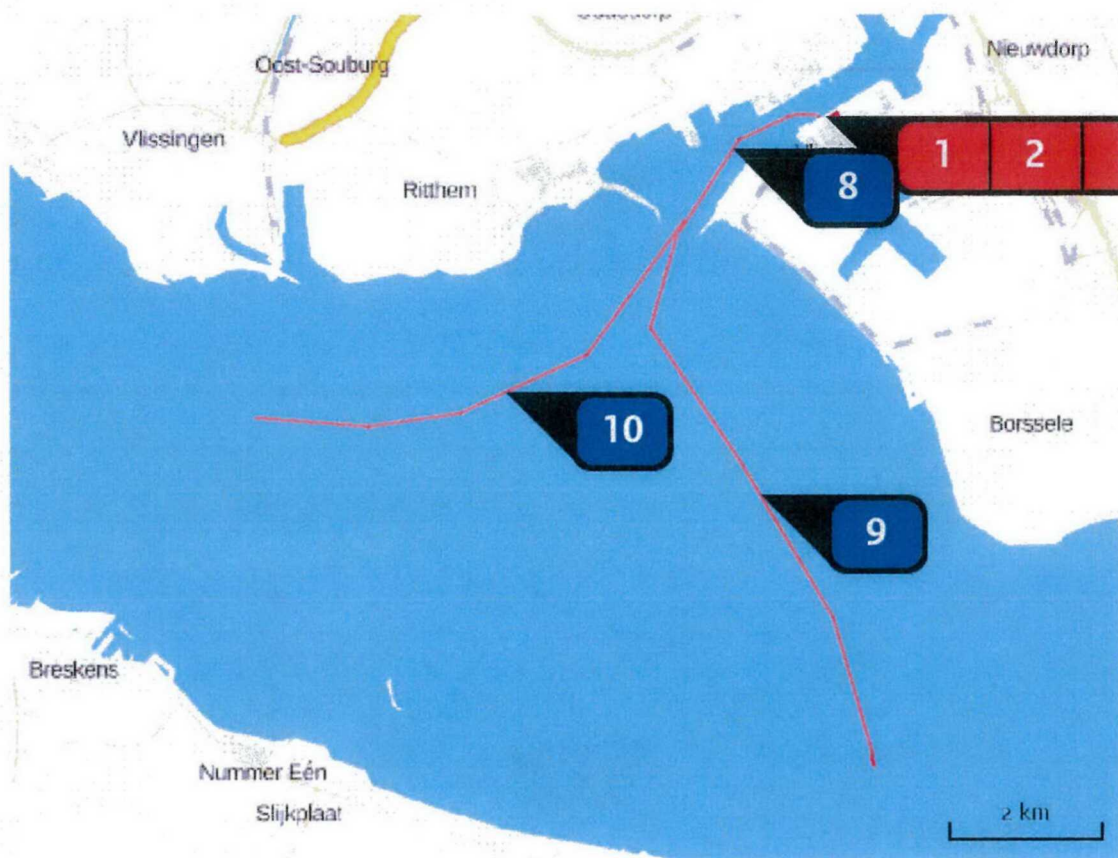 Oost-Souburg
Nieuwdorp
Vlissingen
1
2
Ritthem
8
Borssele
10
9
Breskens
Nummer Eén
Slijkplaat
2 km